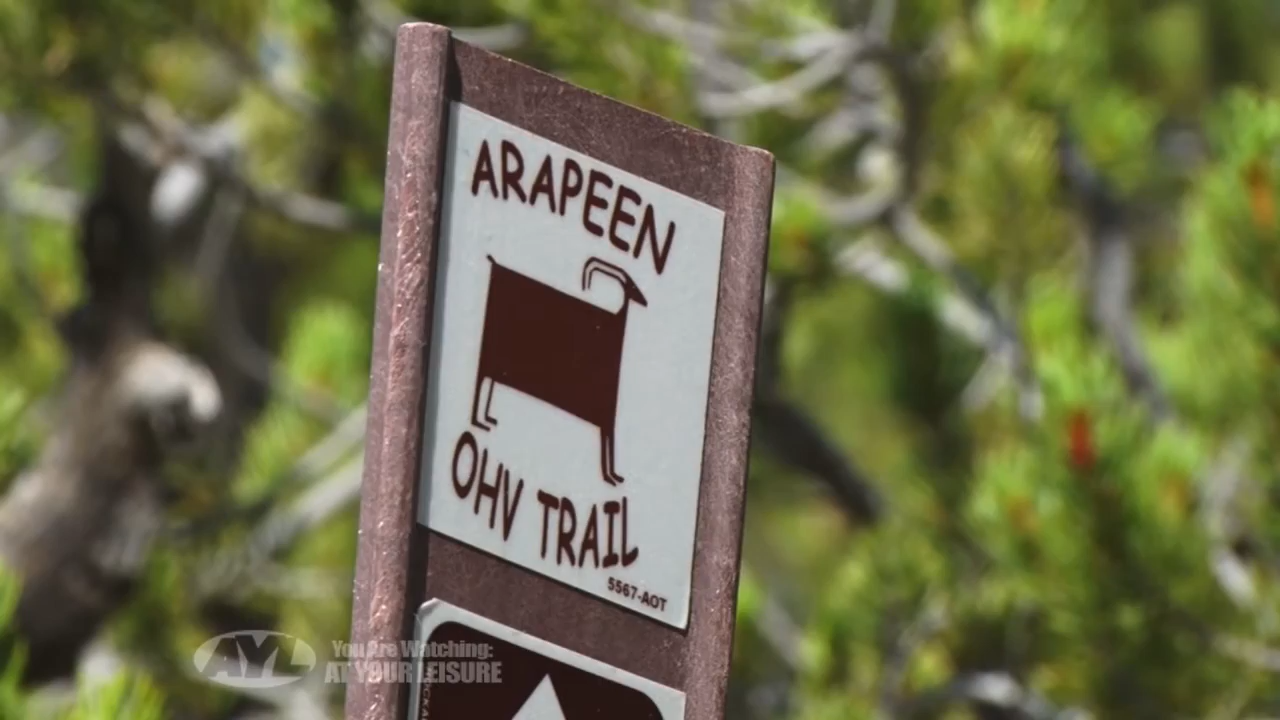 ARAPEEN
OHV TRAIL
5567-AOT
AYL
You Are Watching:
AT YOUR LEISURE